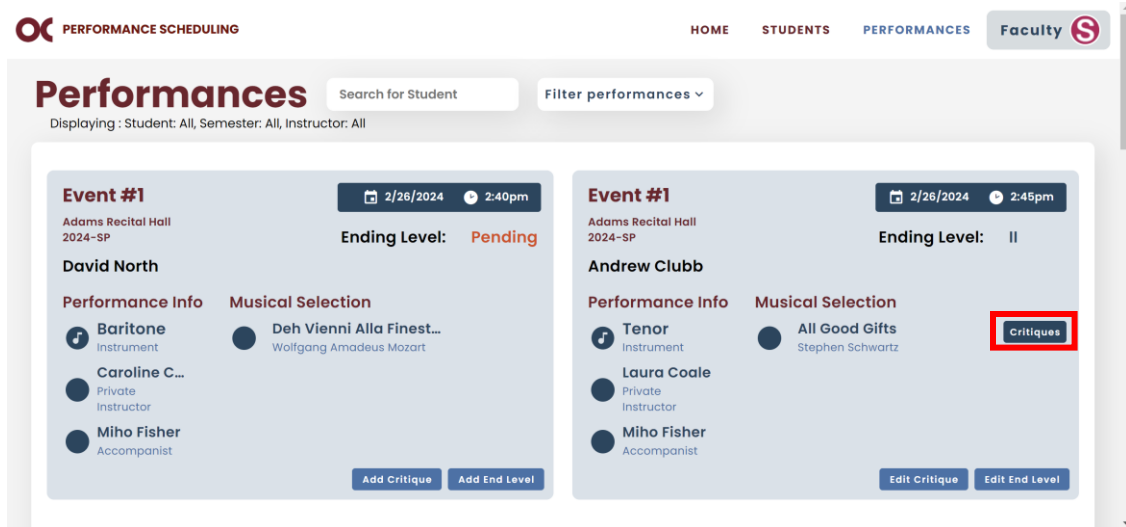 OC PERFORMANCE SCHEDULING
HOME STUDENTS PERFORMANCES Faculty S
Performances
Search for Student
Filter performances
Displaying : Student: All, Semester: All, Instructor: All
Event #1
2/26/2024 2:40pm
Adams Recital Hall
2024-SP
Ending Level: Pending
David North
Performance Info
Musical Selection
Baritone
Instrument
Deh Vienni Alla Finest...
Wolfgang Amadeus Mozart
Caroline C...
Private
Instructor
Miho Fisher
Accompanist
Add Critique
Add End Level
Event #1
2/26/2024 2:45pm
Adams Recital Hall
2024-SP
Ending Level: II
Andrew Clubb
Performance Info
Musical Selection
Tenor
Instrument
All Good Gifts
Stephen Schwartz
Critiques
Laura Coale
Private
Instructor
Miho Fisher
Accompanist
Edit Critique
Edit End Level